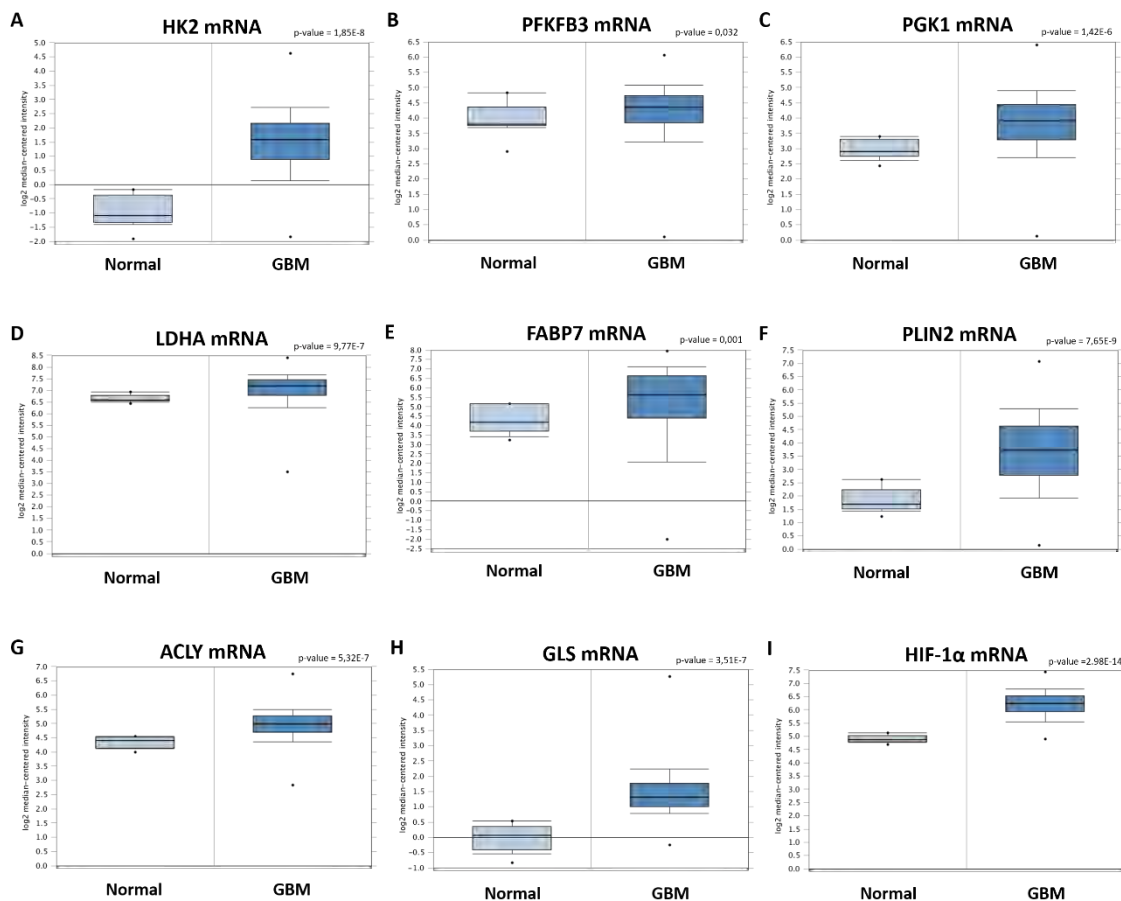 A
HK2 mRNA
p-value = 1,85E-8
log2 median-centered intensity
5.0
4.5
4.0
3.5
3.0
2.5
2.0
1.5
1.0
0.5
0.0
-0.5
-1.0
-1.5
-2.0
Normal
GBM
B
PFKFB3 mRNA
p-value = 0,032
log2 median-centered intensity
6.5
6.0
5.5
5.0
4.5
4.0
3.5
3.0
2.5
2.0
1.5
1.0
0.5
0.0
Normal
GBM
C
PGK1 mRNA
p-value = 1,42E-6
log2 median-centered intensity
6.5
6.0
5.5
5.0
4.5
4.0
3.5
3.0
2.5
2.0
1.5
1.0
0.5
0.0
Normal
GBM
D
LDHA mRNA
p-value = 9,77E-7
log2 median-centered intensity
8.5
8.0
7.5
7.0
6.5
6.0
5.5
5.0
4.5
4.0
3.5
3.0
2.5
2.0
1.5
1.0
0.5
0.0
Normal
GBM
E
FABP7 mRNA
p-value = 0,001
log2 median-centered intensity
8.0
7.5
7.0
6.5
6.0
5.5
5.0
4.5
4.0
3.5
3.0
2.5
2.0
1.5
1.0
0.5
0.0
-0.5
-1.0
-1.5
-2.0
-2.5
Normal
GBM
F
PLIN2 mRNA
p-value = 7,65E-9
log2 median-centered intensity
7.5
7.0
6.5
6.0
5.5
5.0
4.5
4.0
3.5
3.0
2.5
2.0
1.5
1.0
0.5
0.0
Normal
GBM
G
ACLY mRNA
p-value = 5,32E-7
log2 median-centered intensity
7.0
6.5
6.0
5.5
5.0
4.5
4.0
3.5
3.0
2.5
2.0
1.5
1.0
0.5
0.0
Normal
GBM
H
GLS mRNA
p-value = 3,51E-7
log2 median-centered intensity
5.5
5.0
4.5
4.0
3.5
3.0
2.5
2.0
1.5
1.0
0.5
0.0
-0.5
-1.0
Normal
GBM
I
HIF-1α mRNA
p-value =2.98E-14
log2 median-centered intensity
7.5
7.0
6.5
6.0
5.5
5.0
4.5
4.0
3.5
3.0
2.5
2.0
1.5
1.0
0.5
0.0
Normal
GBM